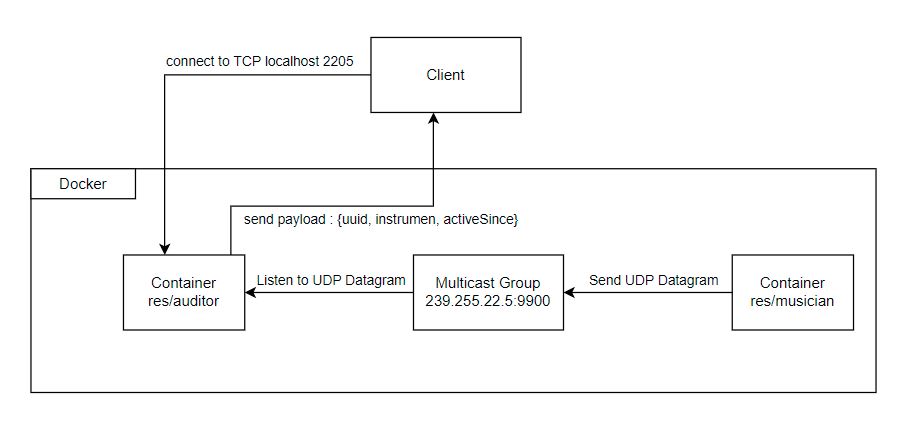 connect to TCP localhost 2205
Client
Docker
send payload : {uuid, instrumen, activeSince}
Container
res/auditor
Listen to UDP Datagram
Multicast Group
239.255.22.5:9900
Send UDP Datagram
Container
res/musician